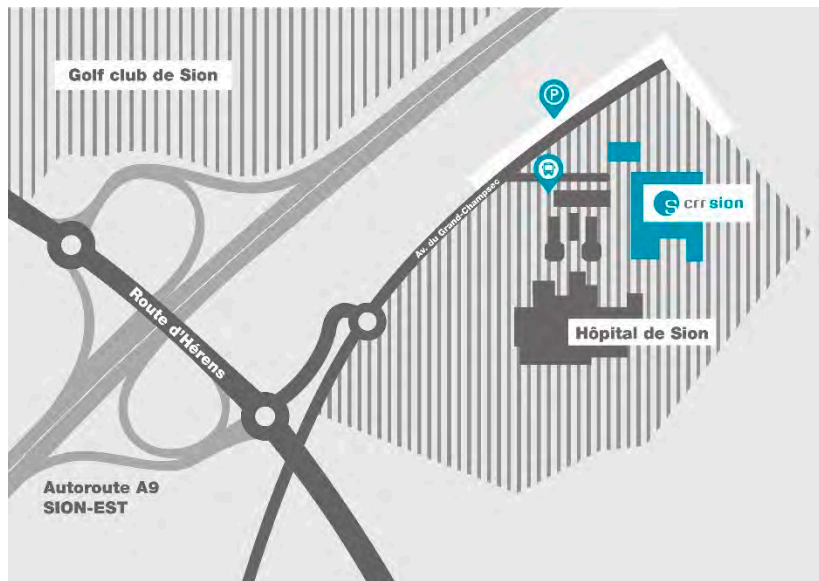 Golf club de Sion
P
Av. du Grand-Champsec
S crr sion
Route d'Hérens
Hôpital de Sion
Autoroute A9
SION-EST